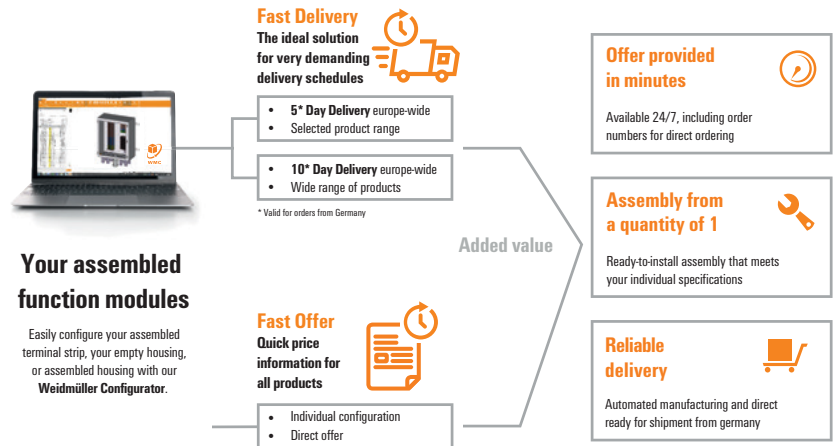 Fast Delivery
The ideal solution
for very demanding
delivery schedules
• 5* Day Delivery europe-wide
• Selected product range
• 10* Day Delivery europe-wide
• Wide range of products
* Valid for orders from Germany
WMC
Your assembled
function modules
Easily configure your assembled
terminal strip, your empty housing,
or assembled housing with our
Weidmüller Configurator.
Fast Offer
Quick price
information for
all products
• Individual configuration
• Direct offer
Added value
Offer provided
in minutes
Available 24/7, including order
numbers for direct ordering
Assembly from
a quantity of 1
Ready-to-install assembly that meets
your individual specifications
Reliable
delivery
Automated manufacturing and direct
ready for shipment from germany